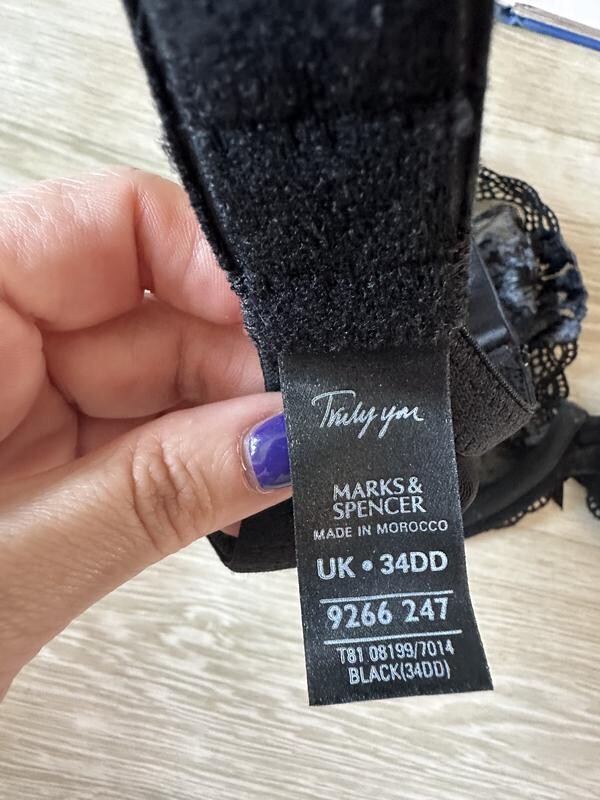 Truly you
MARKS &
SPENCER
MADE IN MOROCCO
UK • 34DD
9266 247
T81 08199/7014
BLACK(34DD)